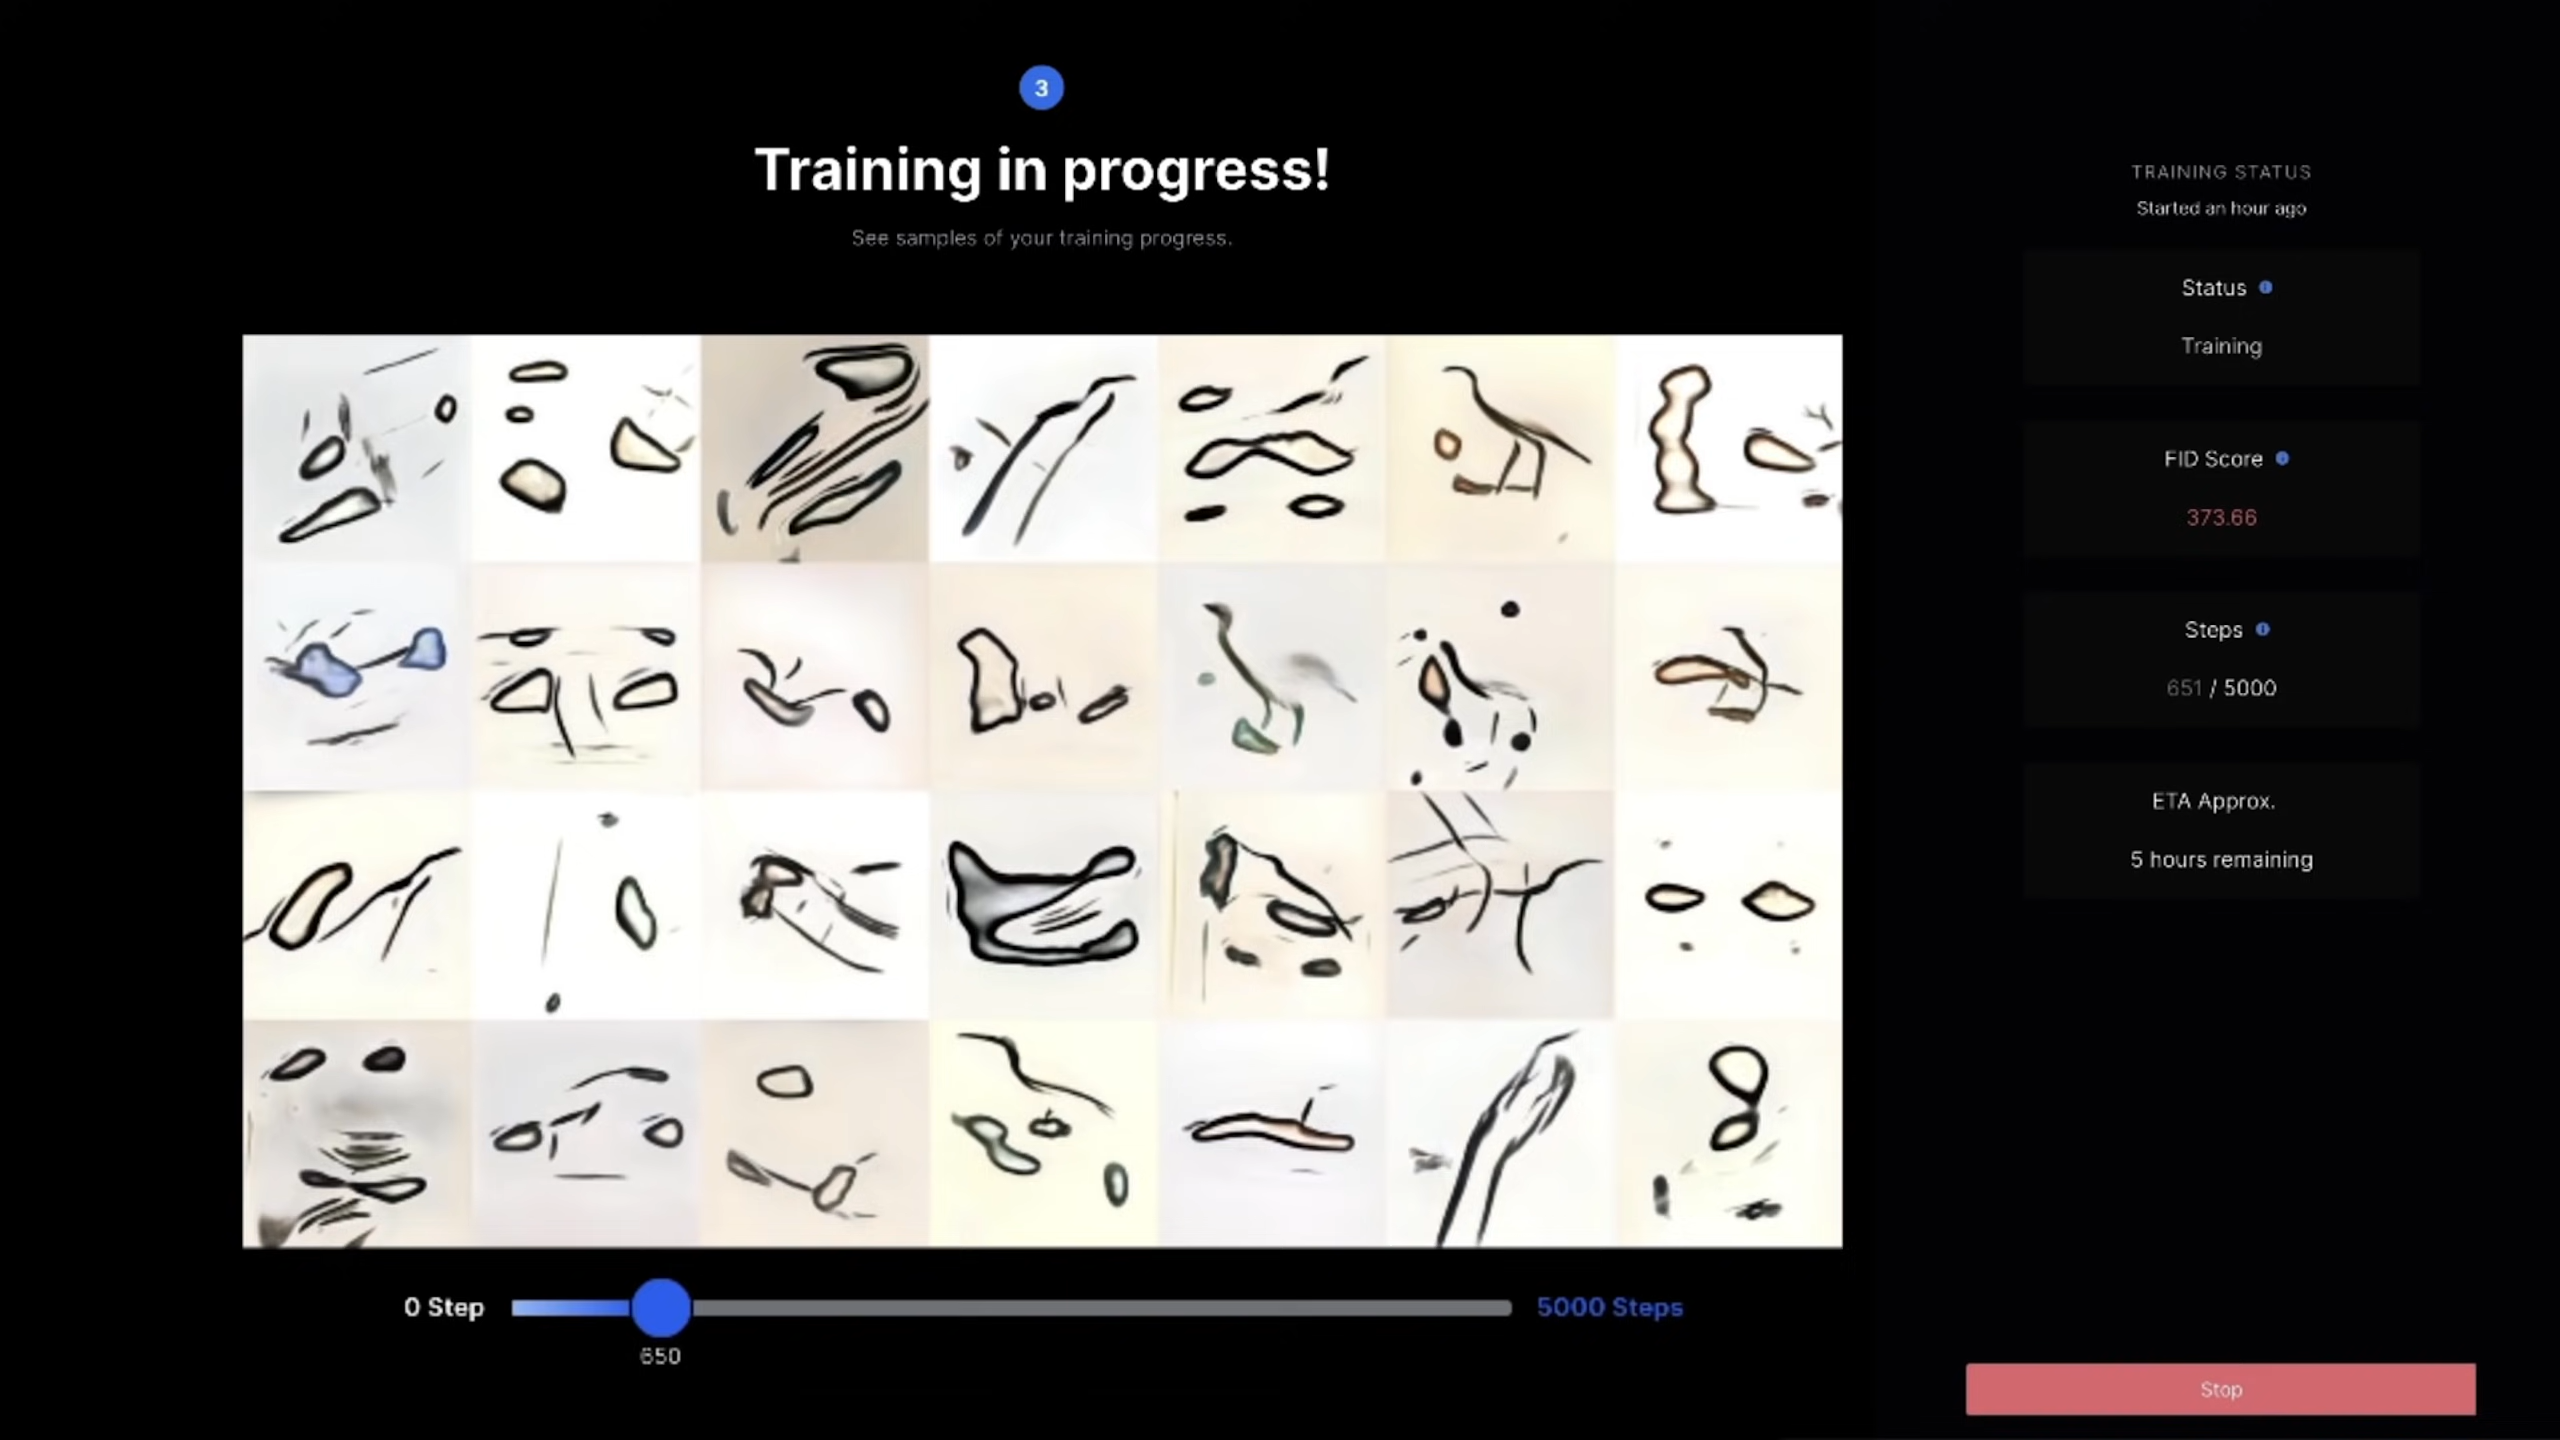 3
Training in progress!
See samples of your training progress.
TRAINING STATUS
Started an hour ago
Status
Training
FID Score
373.66
Steps
651 / 5000
ETA Approx.
5 hours remaining
0 Step
5000 Steps
650
Stop